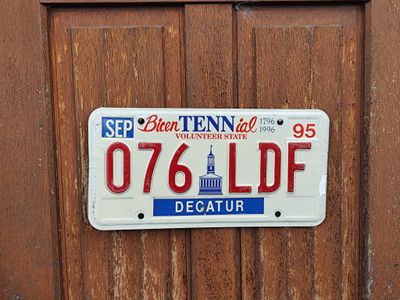 SEP BicenTENNial 1796 95
1996
VOLUNTEER STATE
076 LDF
DECATUR